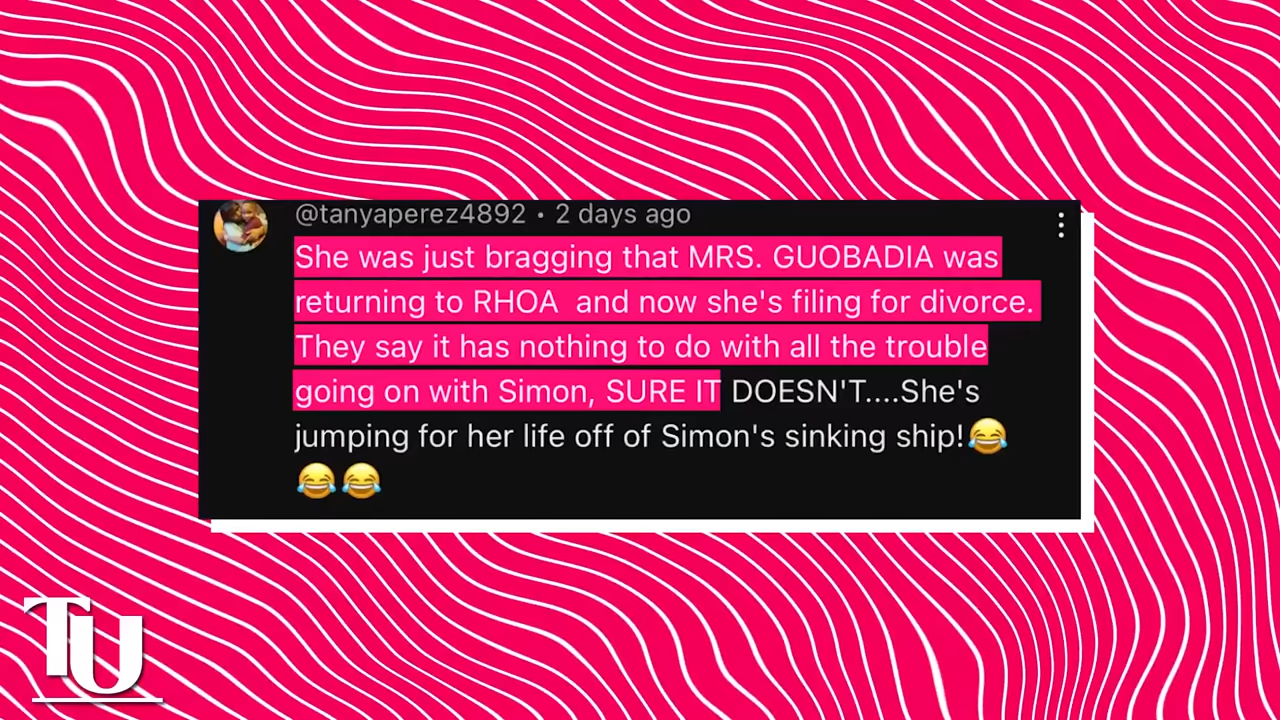 @tanyaperez4892 • 2 days ago
She was just bragging that MRS. GUOBADIA was
returning to RHOA  and now she's filing for divorce.
They say it has nothing to do with all the trouble
going on with Simon, SURE IT DOESN'T....She's
jumping for her life off of Simon's sinking ship!😂
😂😂
TU